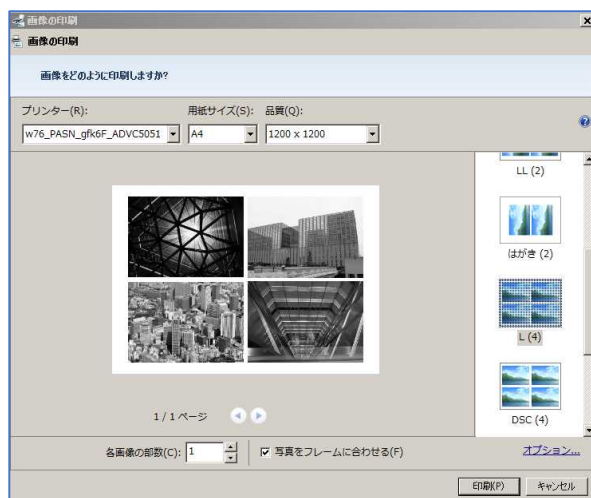 画像の印刷
画像の印刷
画像をどのように印刷しますか?
プリンター(R): 用紙サイズ(S): 品質(Q):
w76_PASN_gfk6F_ADVC5051 A4 1200 x 1200
LL (2)
はがき (2)
L (4)
DSC (4)
1 / 1 ページ
各画像の部数(C): 1 写真をフレームに合わせる(F) オプション...
印刷(P) キャンセル